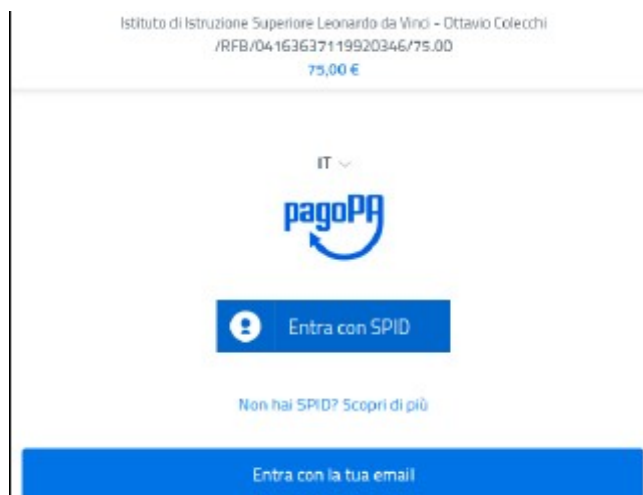 Istituto di Istruzione Superiore Leonardo da Vinci - Ottavio Colecchi
/RFB/04163637119920346/75.00
75,00 €
IT
pagoPA
Entra con SPID
Non hai SPID? Scopri di più
Entra con la tua email